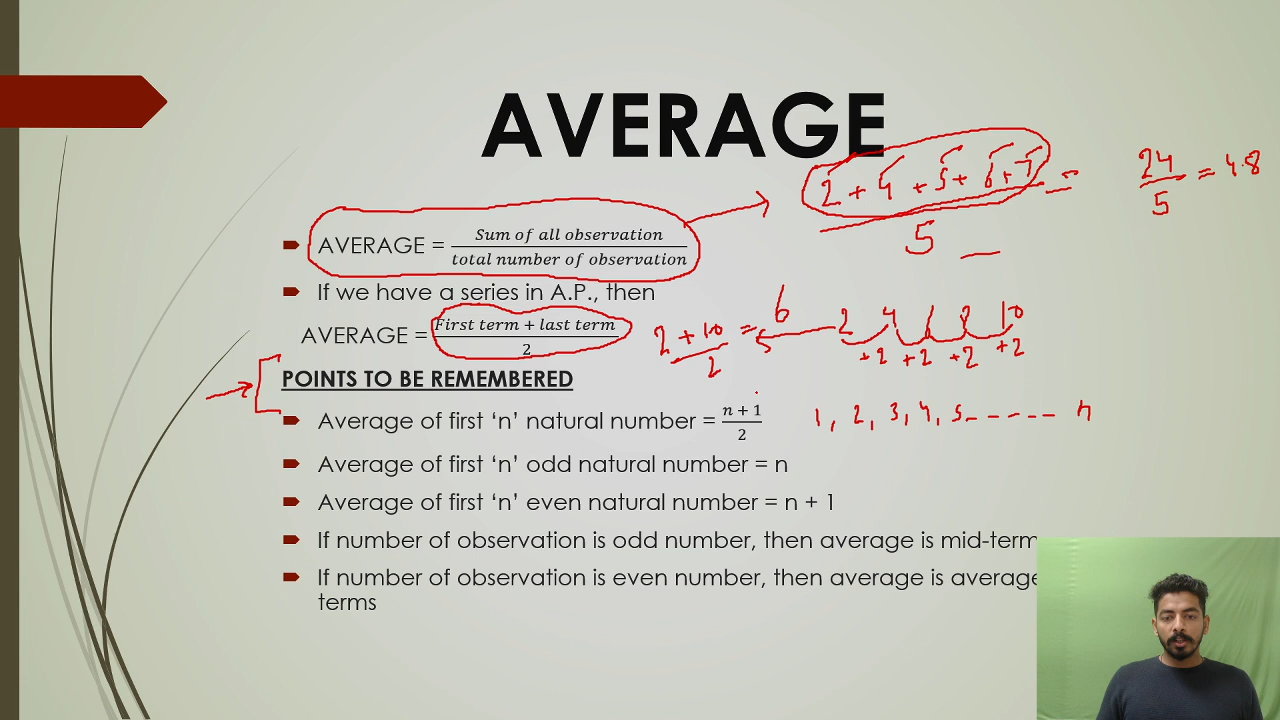 AVERAGE
2 + 4 + 5 + 6 + 7 =
5
24/5 = 4.8
AVERAGE = Sum of all observation / total number of observation
If we have a series in A.P., then
AVERAGE = First term + last term / 2
2 + 10 / 2 = 6
2 4 6 8 10
+2 +2 +2 +2
POINTS TO BE REMEMBERED
Average of first ‘n’ natural number = n + 1 / 2
1, 2, 3, 4, 5 - - - - - n
Average of first ‘n’ odd natural number = n
Average of first ‘n’ even natural number = n + 1
If number of observation is odd number, then average is mid-term
If number of observation is even number, then average is average
terms